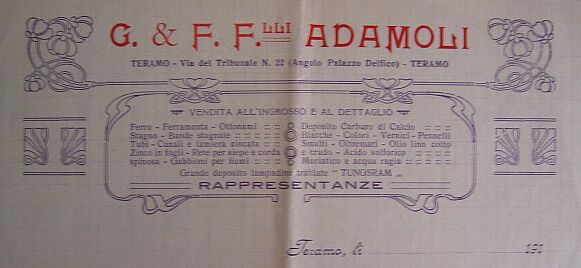 G. & F. F.lli ADAMOLI
TERAMO - Via del Tribunale N. 22 (Angolo Palazzo Delfico) - TERAMO
VENDITA ALL'INGROSSO E AL DETTAGLIO
Ferro - Ferramenta - Ottonami
Stagno - Bande stagnate
Tubi - Canali e lamiera zincata
Zinco in fogli - Rete per siepe e corda
spinosa - Gabbioni per fiumi
Deposito Carburo di Calcio
Biacche - Colori - Vernici - Pennelli
Smalti - Oltremari - Olio lino cotto
e crudo - Acido solforico
Muriatico e acqua ragia
Grande deposito lampadine trafilate " TUNGSRAM "
RAPPRESENTANZE
Teramo, li 191